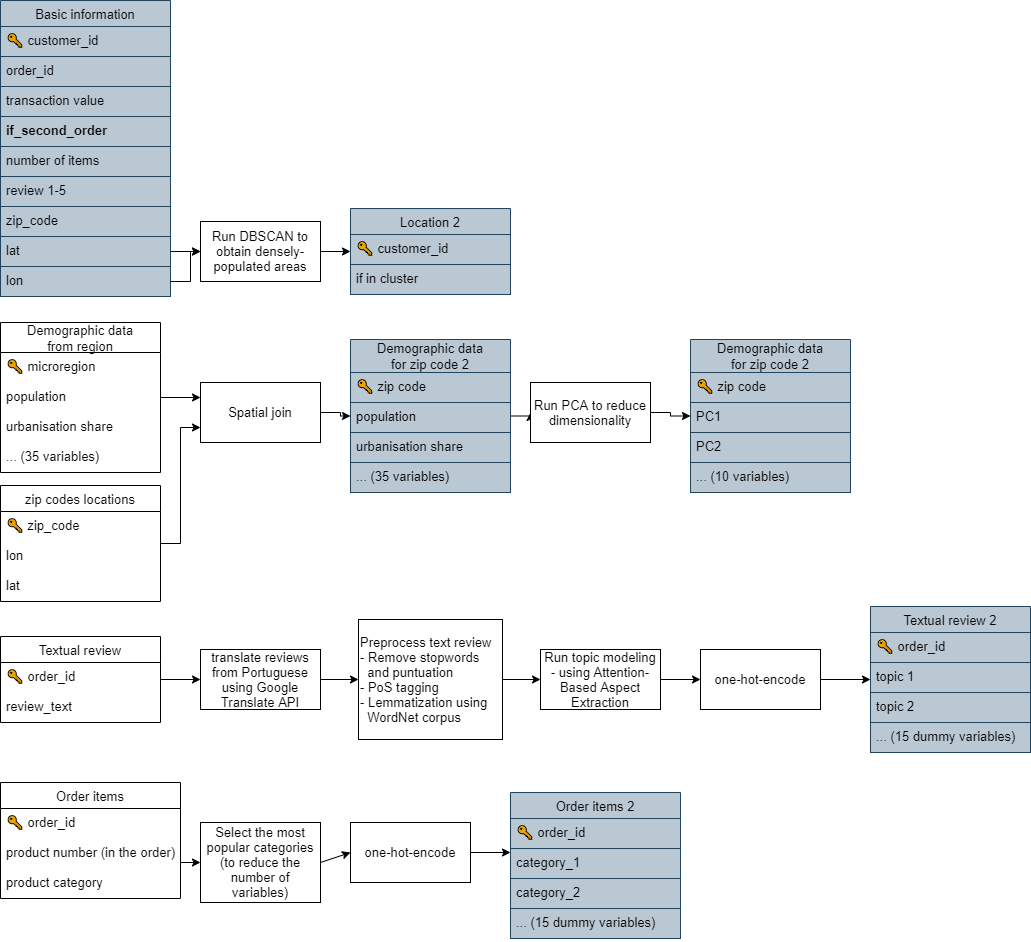 Basic information
customer_id
order_id
transaction value
if_second_order
number of items
review 1-5
zip_code
lat
lon
Run DBSCAN to
obtain densely-
populated areas
Location 2
customer_id
if in cluster
Demographic data
from region
microregion
population
urbanisation share
... (35 variables)
zip codes locations
zip_code
lon
lat
Spatial join
Demographic data
for zip code 2
zip code
population
urbanisation share
... (35 variables)
Run PCA to reduce
dimensionality
Demographic data
for zip code 2
zip code
PC1
PC2
... (10 variables)
Textual review
order_id
review_text
translate reviews
from Portuguese
using Google
Translate API
Preprocess text review
- Remove stopwords
and puntuation
- PoS tagging
- Lemmatization using
WordNet corpus
Run topic modeling
- using Attention-
Based Aspect
Extraction
one-hot-encode
Textual review 2
order_id
topic 1
topic 2
... (15 dummy variables)
Order items
order_id
product number (in the order)
product category
Select the most
popular categories
(to reduce the
number of
variables)
one-hot-encode
Order items 2
order_id
category_1
category_2
... (15 dummy variables)